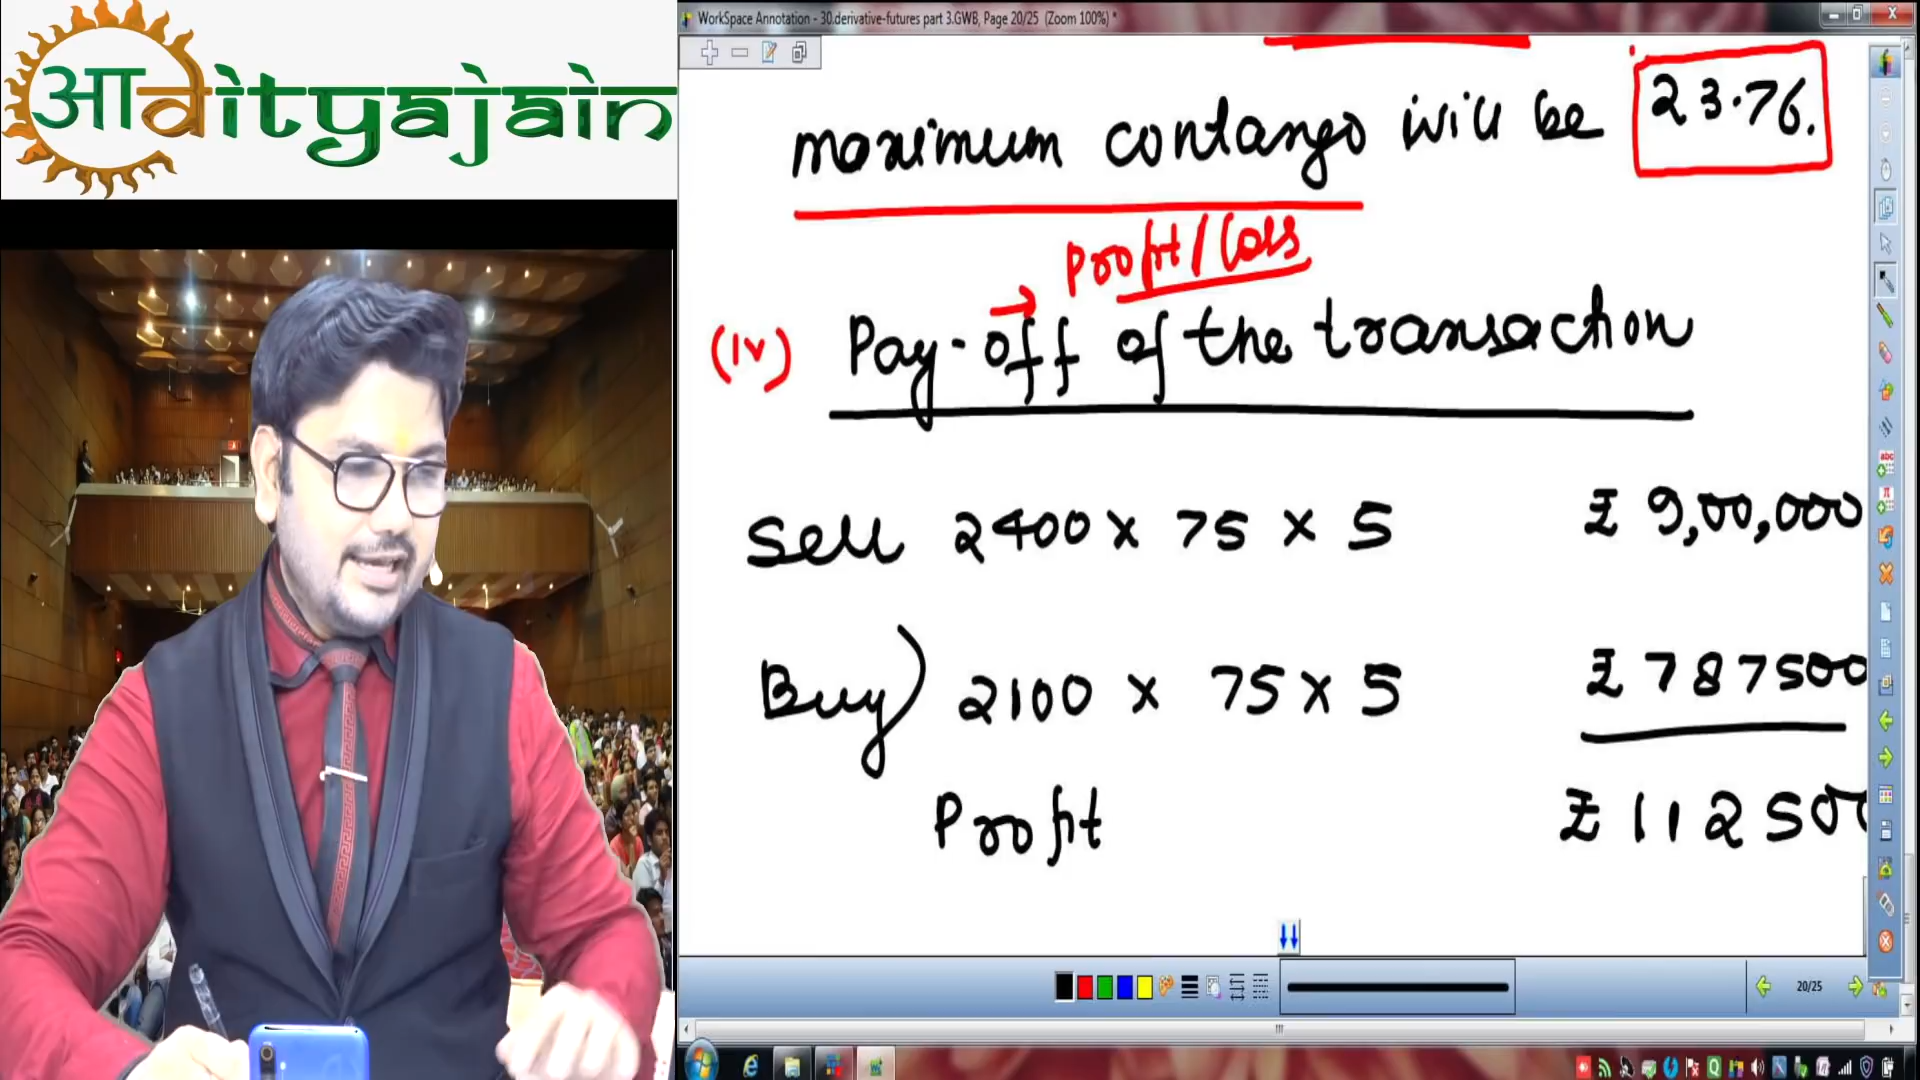 आdityajain
WorkSpace Annotation - 30.derivative-futures part 3.GWB, Page 20/25 (Zoom 100%) *
maximum contango will be 23.76.
Profit/Loss
(iv) Pay-off of the transaction
Sell 2400 x 75 x 5 ₹ 9,00,000
Buy) 2100 x 75 x 5 ₹ 787500
Profit ₹ 112500
abc
π
20/25